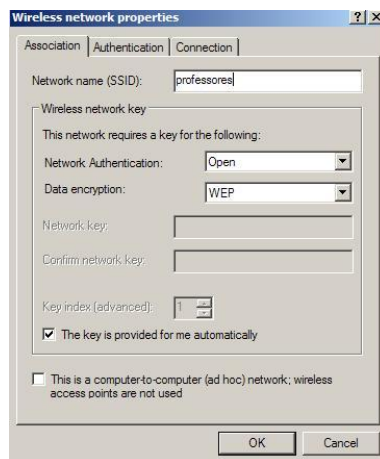 Wireless network properties
Association
Authentication
Connection
Network name (SSID):
professores
Wireless network key
This network requires a key for the following:
Network Authentication:
Open
Data encryption:
WEP
Network key:
Confirm network key:
Key index (advanced):
1
The key is provided for me automatically
This is a computer-to-computer (ad hoc) network; wireless
access points are not used
OK
Cancel